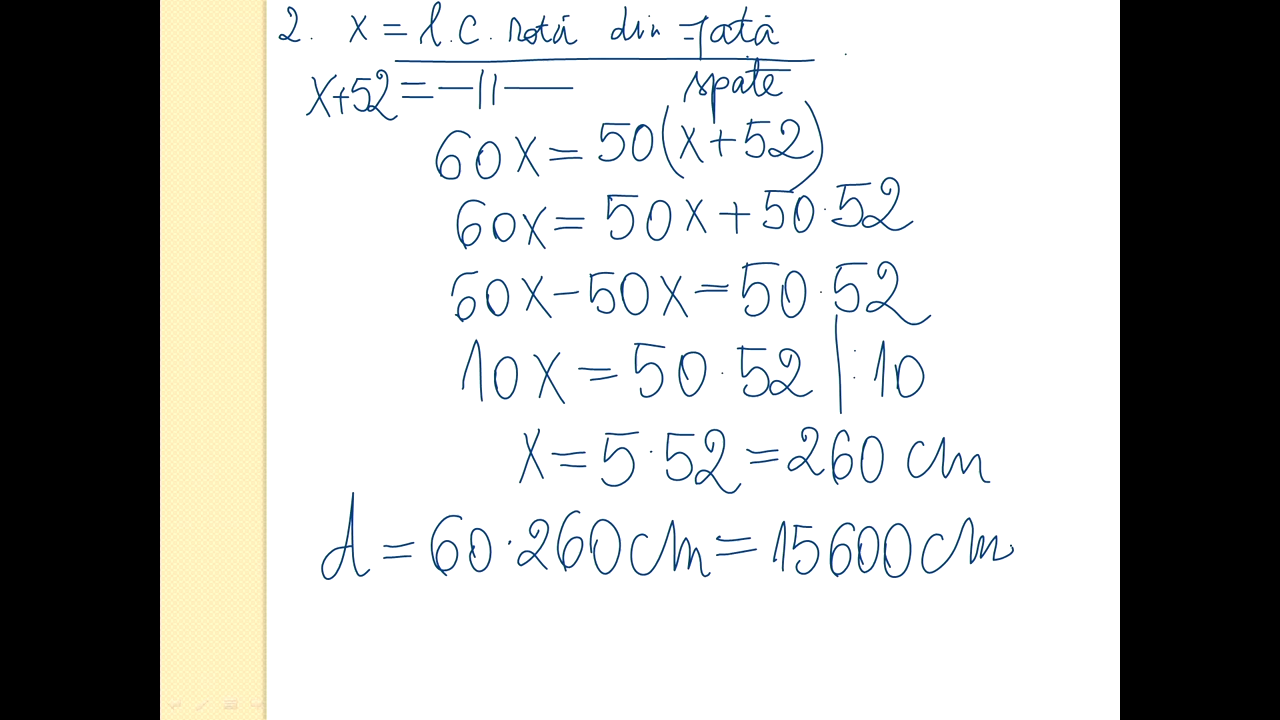 2. x = l.c. rotă din față
x+52 = —||— spate
60x = 50(x+52)
60x = 50x + 50·52
60x - 50x = 50·52
10x = 50·52 | : 10
x = 5·52 = 260 cm
d = 60·260 cm = 15600 cm